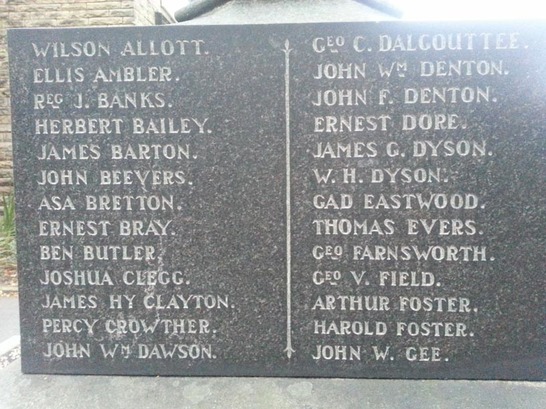 WILSON ALLOTT.
ELLIS AMBLER.
REG J. BANKS.
HERBERT BAILEY.
JAMES BARTON.
JOHN BEEVERS.
ASA BRETTON.
ERNEST BRAY.
BEN BUTLER.
JOSHUA CLEGG.
JAMES HY CLAYTON.
PERCY CROWTHER.
JOHN WM DAWSON.
GEO C. DALGOUTTEE.
JOHN WM DENTON.
JOHN F. DENTON.
ERNEST DORE.
JAMES G. DYSON.
W. H. DYSON.
GAD EASTWOOD.
THOMAS EVERS.
GEO FARNSWORTH.
GEO V. FIELD.
ARTHUR FOSTER.
HAROLD FOSTER.
JOHN W. GEE.